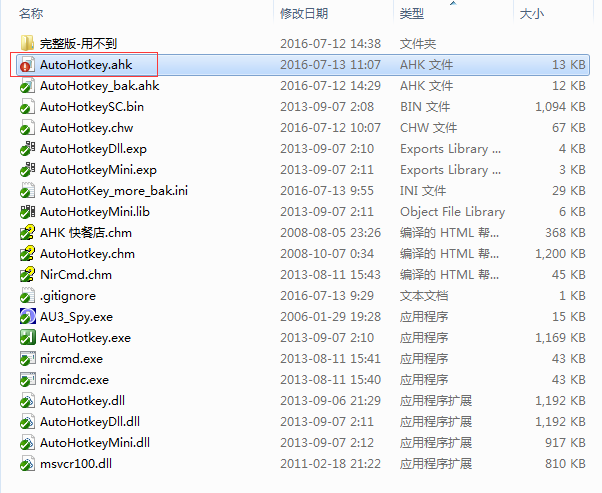 名称 修改日期 类型 大小
完整版-用不到 2016-07-12 14:38 文件夹
AutoHotkey.ahk 2016-07-13 11:07 AHK 文件 13 KB
AutoHotkey_bak.ahk 2016-07-12 14:29 AHK 文件 12 KB
AutoHotkeySC.bin 2013-09-07 2:08 BIN 文件 1,094 KB
AutoHotkey.chw 2016-07-12 10:07 CHW 文件 67 KB
AutoHotkeyDll.exp 2013-09-07 2:10 Exports Library ... 4 KB
AutoHotkeyMini.exp 2013-09-07 2:11 Exports Library ... 3 KB
AutoHotKey_more_bak.ini 2016-07-13 9:55 INI 文件 29 KB
AutoHotkeyMini.lib 2013-09-07 2:11 Object File Library 6 KB
AHK 快餐店.chm 2008-08-05 23:26 编译的 HTML 帮... 368 KB
AutoHotkey.chm 2008-10-07 0:34 编译的 HTML 帮... 1,200 KB
NirCmd.chm 2013-08-11 15:43 编译的 HTML 帮... 45 KB
.gitignore 2016-07-13 9:29 文本文档 1 KB
AU3_Spy.exe 2006-01-29 19:28 应用程序 15 KB
AutoHotkey.exe 2013-09-07 2:10 应用程序 1,169 KB
nircmd.exe 2013-08-11 15:41 应用程序 43 KB
nircmdc.exe 2013-08-11 15:40 应用程序 43 KB
AutoHotkey.dll 2013-09-06 21:29 应用程序扩展 1,192 KB
AutoHotkeyDll.dll 2013-09-07 2:11 应用程序扩展 1,192 KB
AutoHotkeyMini.dll 2013-09-07 2:12 应用程序扩展 917 KB
msvcr100.dll 2011-02-18 21:22 应用程序扩展 810 KB